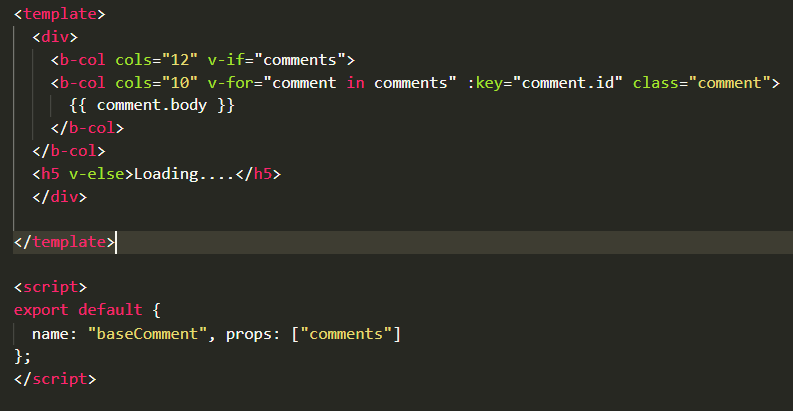 <template>
<div>
<b-col cols="12" v-if="comments">
<b-col cols="10" v-for="comment in comments" :key="comment.id" class="comment">
{{ comment.body }}
</b-col>
</b-col>
<h5 v-else>Loading....</h5>
</div>
</template>
<script>
export default {
name: "baseComment", props: ["comments"]
};
</script>